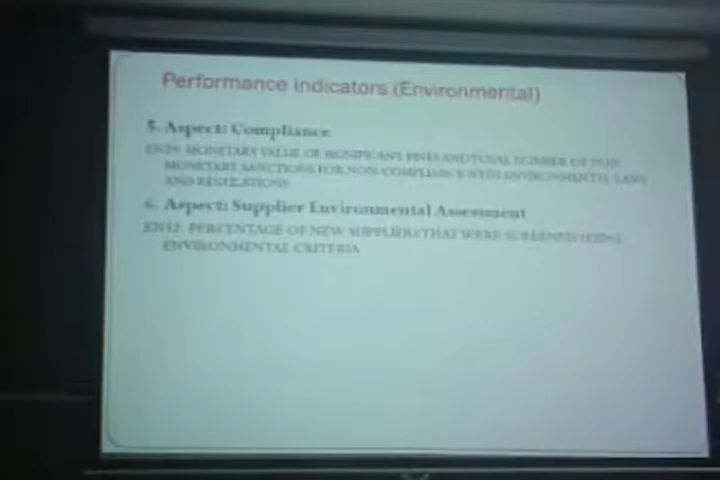 Performance Indicators (Environmental)
5. Aspect: Compliance
EN29: MONETARY VALUE OF SIGNIFICANT FINES AND TOTAL NUMBER OF NON-
MONETARY SANCTIONS FOR NON-COMPLIANCE WITH ENVIRONMENTAL LAWS
AND REGULATIONS
6. Aspect: Supplier Environmental Assessment
EN32: PERCENTAGE OF NEW SUPPLIERS THAT WERE SCREENED USING
ENVIRONMENTAL CRITERIA